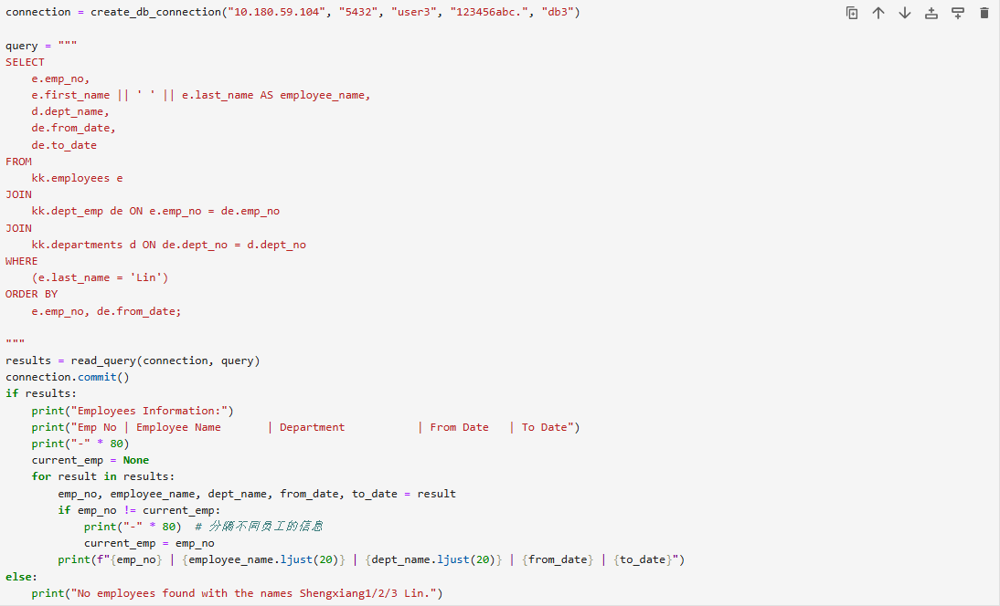 connection = create_db_connection("10.180.59.104", "5432", "user3", "123456abc.", "db3")

query = """
SELECT
    e.emp_no,
    e.first_name || ' ' || e.last_name AS employee_name,
    d.dept_name,
    de.from_date,
    de.to_date
FROM
    kk.employees e
JOIN
    kk.dept_emp de ON e.emp_no = de.emp_no
JOIN
    kk.departments d ON de.dept_no = d.dept_no
WHERE
    (e.last_name = 'Lin')
ORDER BY
    e.emp_no, de.from_date;

"""
results = read_query(connection, query)
connection.commit()
if results:
    print("Employees Information:")
    print("Emp No | Employee Name       | Department           | From Date   | To Date")
    print("-" * 80)
    current_emp = None
    for result in results:
        emp_no, employee_name, dept_name, from_date, to_date = result
        if emp_no != current_emp:
            print("-" * 80)  # 分隔不同员工的信息
            current_emp = emp_no
        print(f"{emp_no} | {employee_name.ljust(20)} | {dept_name.ljust(20)} | {from_date} | {to_date}")
else:
    print("No employees found with the names Shengxiang1/2/3 Lin.")